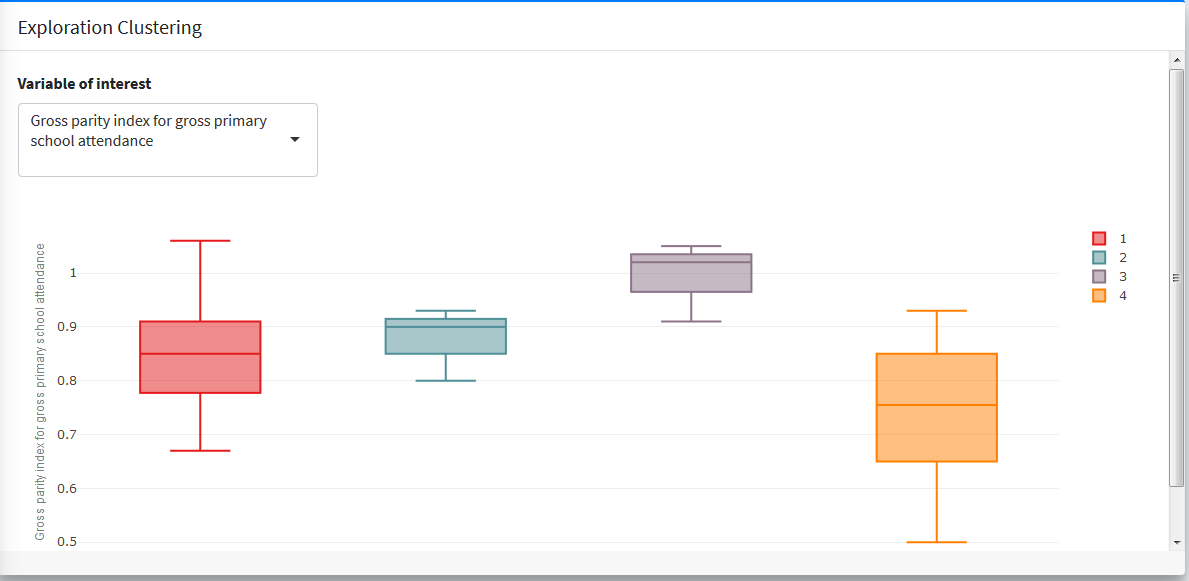 Exploration Clustering
Variable of interest
Gross parity index for gross primary
school attendance
Gross parity index for gross primary school attendance
1
0.9
0.8
0.7
0.6
0.5
1
2
3
4